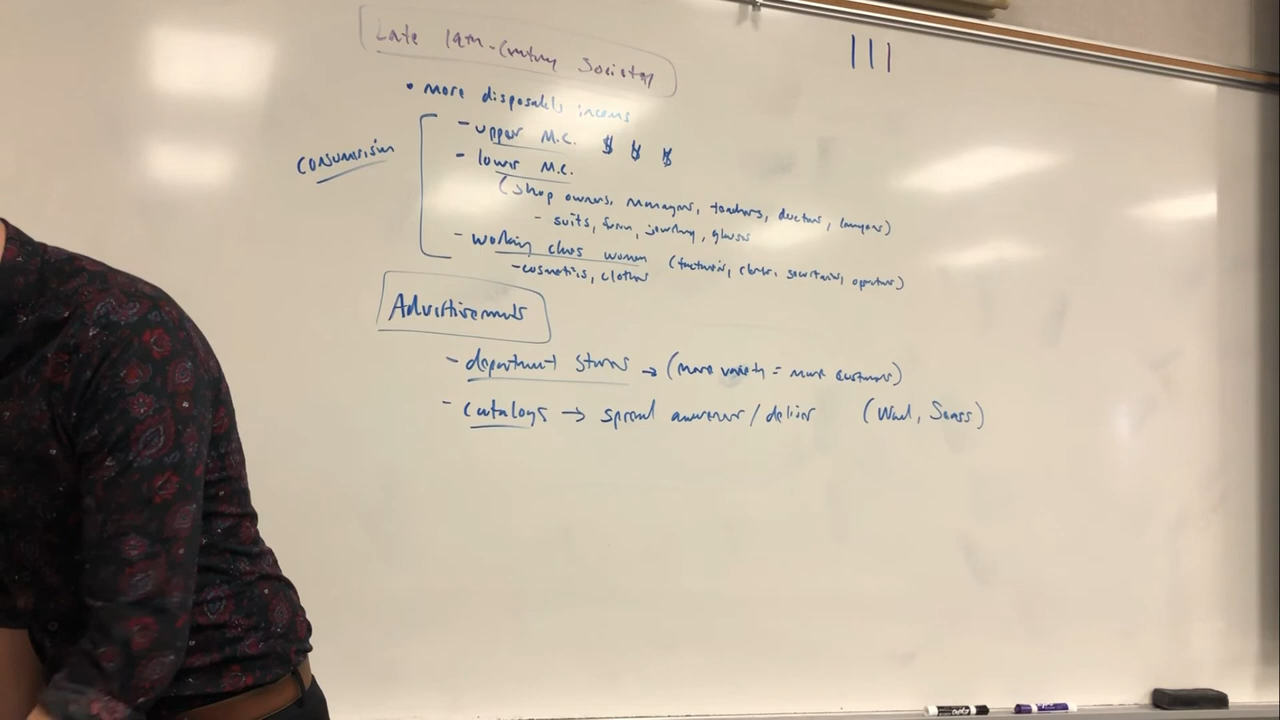 Late 19th-Century Society
|||
• more disposable income
Consumerism
- upper M.C. $ $ $
- lower M.C.
(shop owners, managers, teachers, doctors, lawyers)
- suits, furn, jewelry, glasses
- working class women (factories, clerks, secretaries, operators)
- cosmetics, clothes
Advertisements
- department stores → (more variety = more customers)
- catalogs → spread awareness / deliver (Ward, Sears)
EXPO